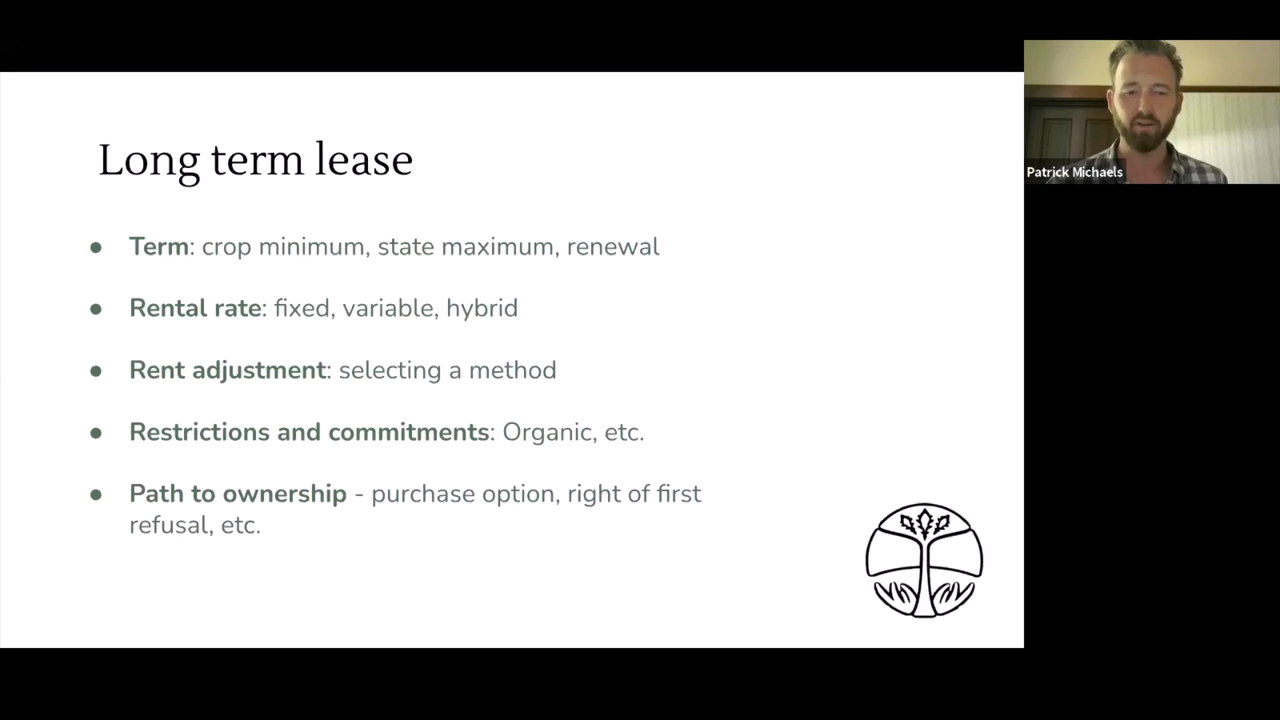 Long term lease
● Term: crop minimum, state maximum, renewal
● Rental rate: fixed, variable, hybrid
● Rent adjustment: selecting a method
● Restrictions and commitments: Organic, etc.
● Path to ownership - purchase option, right of first
refusal, etc.
Patrick Michaels